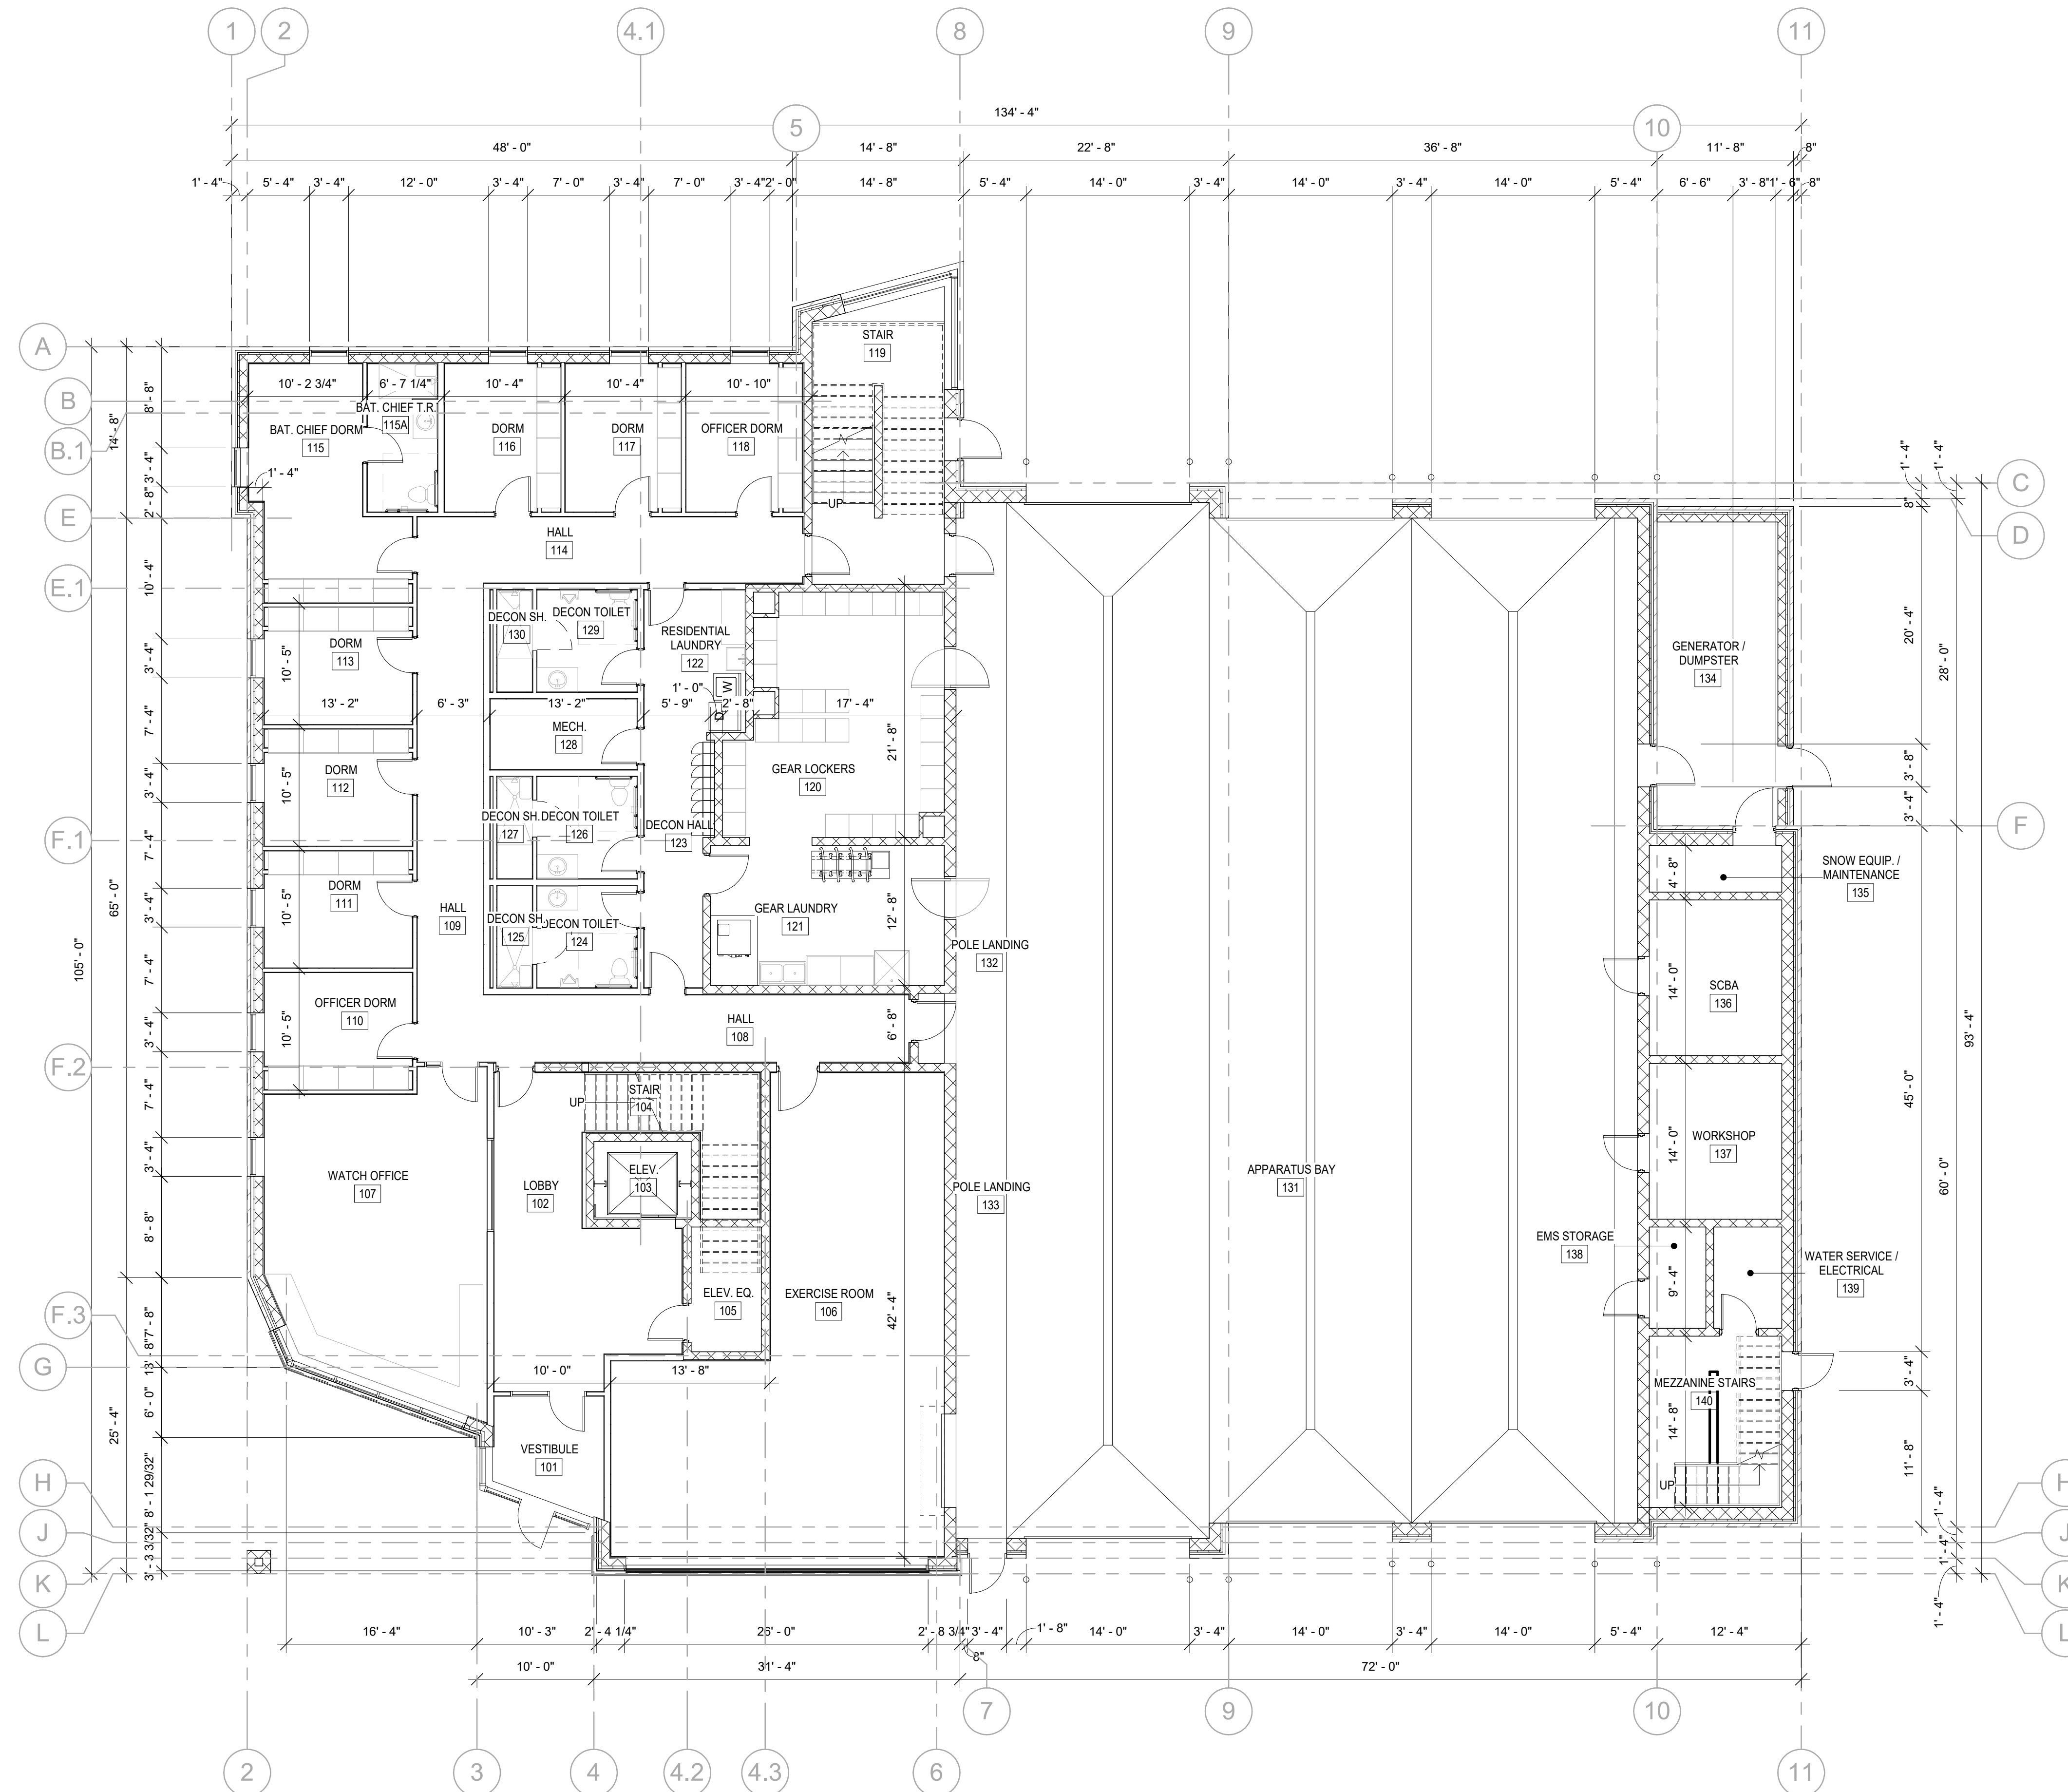 1
2
4.1
8
9
11
134' - 4"
5
10
48' - 0"
14' - 8"
22' - 8"
36' - 8"
11' - 8"
8"
1' - 4"
5' - 4"
3' - 4"
12' - 0"
3' - 4"
7' - 0"
3' - 4"
7' - 0"
3' - 4"
2' - 0"
14' - 8"
5' - 4"
14' - 0"
3' - 4"
14' - 0"
3' - 4"
14' - 0"
5' - 4"
6' - 6"
3' - 8"
1' - 6"
8"
A
B
B.1
E
E.1
F.1
F.2
F.3
G
H
J
K
L
C
D
F
H
L
8' - 8"
14' - 8"
3' - 4"
2' - 8"
10' - 4"
3' - 4"
7' - 4"
3' - 4"
7' - 4"
3' - 4"
7' - 4"
3' - 4"
7' - 4"
3' - 4"
8' - 8"
7' - 8"
13' - 8"
6' - 0"
8' - 1 29/32"
3' - 3 3/32"
65' - 0"
105' - 0"
25' - 4"
STAIR
119
UP
10' - 2 3/4"
6' - 7 1/4"
10' - 4"
10' - 4"
10' - 10"
BAT. CHIEF T.R.
115A
BAT. CHIEF DORM
115
DORM
116
DORM
117
OFFICER DORM
118
1' - 4"
HALL
114
DECON SH.
130
DECON TOILET
129
RESIDENTIAL
LAUNDRY
122
DORM
113
10' - 5"
W
1' - 0"
13' - 2"
6' - 3"
13' - 2"
5' - 9"
2' - 8"
17' - 4"
MECH.
128
21' - 8"
GEAR LOCKERS
120
DORM
112
10' - 5"
DECON SH.
127
DECON TOILET
126
DECON HALL
123
DORM
111
10' - 5"
HALL
109
DECON SH.
125
DECON TOILET
124
GEAR LAUNDRY
121
12' - 8"
POLE LANDING
132
OFFICER DORM
110
10' - 5"
HALL
108
6' - 8"
STAIR
104
UP
WATCH OFFICE
107
LOBBY
102
ELEV.
103
POLE LANDING
133
APPARATUS BAY
131
ELEV. EQ.
105
EXERCISE ROOM
106
42' - 4"
10' - 0"
13' - 8"
VESTIBULE
101
GENERATOR /
DUMPSTER
134
SNOW EQUIP. /
MAINTENANCE
135
4' - 8"
SCBA
136
14' - 0"
WORKSHOP
137
14' - 0"
EMS STORAGE
138
9' - 4"
WATER SERVICE /
ELECTRICAL
139
MEZZANINE STAIRS
140
14' - 8"
UP
1' - 4"
1' - 4"
8"
20' - 4"
28' - 0"
3' - 8"
3' - 4"
93' - 4"
45' - 0"
60' - 0"
3' - 4"
11' - 8"
1' - 4"
1' - 4"
1' - 4"
16' - 4"
10' - 3"
2' - 4 1/4"
2' - 8 3/4"
3' - 4"
1' - 8"
8"
14' - 0"
3' - 4"
14' - 0"
3' - 4"
14' - 0"
5' - 4"
12' - 4"
10' - 0"
31' - 4"
72' - 0"
7
9
10
2
3
4
4.2
4.3
6
11